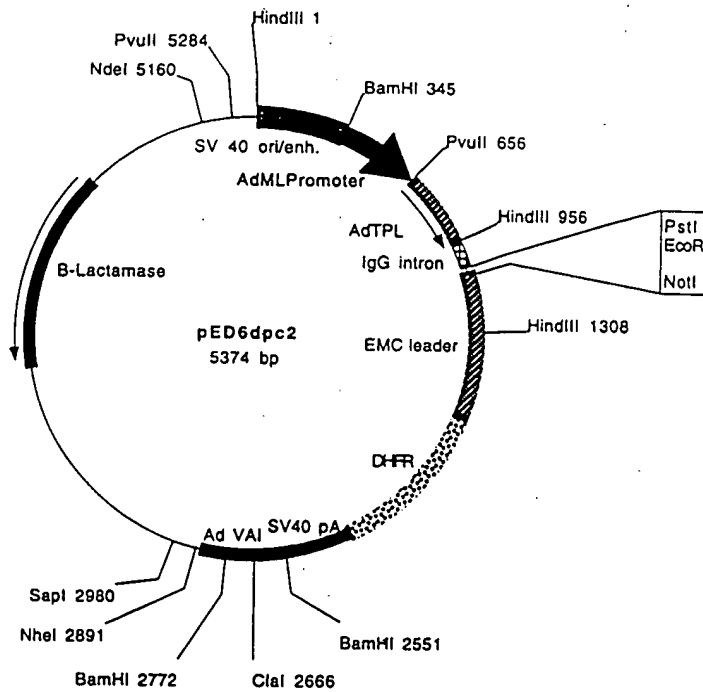 HindIII 1
PvuII 5284
NdeI 5160
BamHI 345
SV 40 ori/enh.
PvuII 656
AdMLPromoter
HindIII 956
AdTPL
PstI
EcoR
IgG intron
NotI
B-Lactamase
HindIII 1308
pED6dpc2
EMC leader
5374 bp
DHFR
SV40 pA
Ad VAI
SapI 2980
NheI 2891
BamHI 2551
BamHI 2772
ClaI 2666